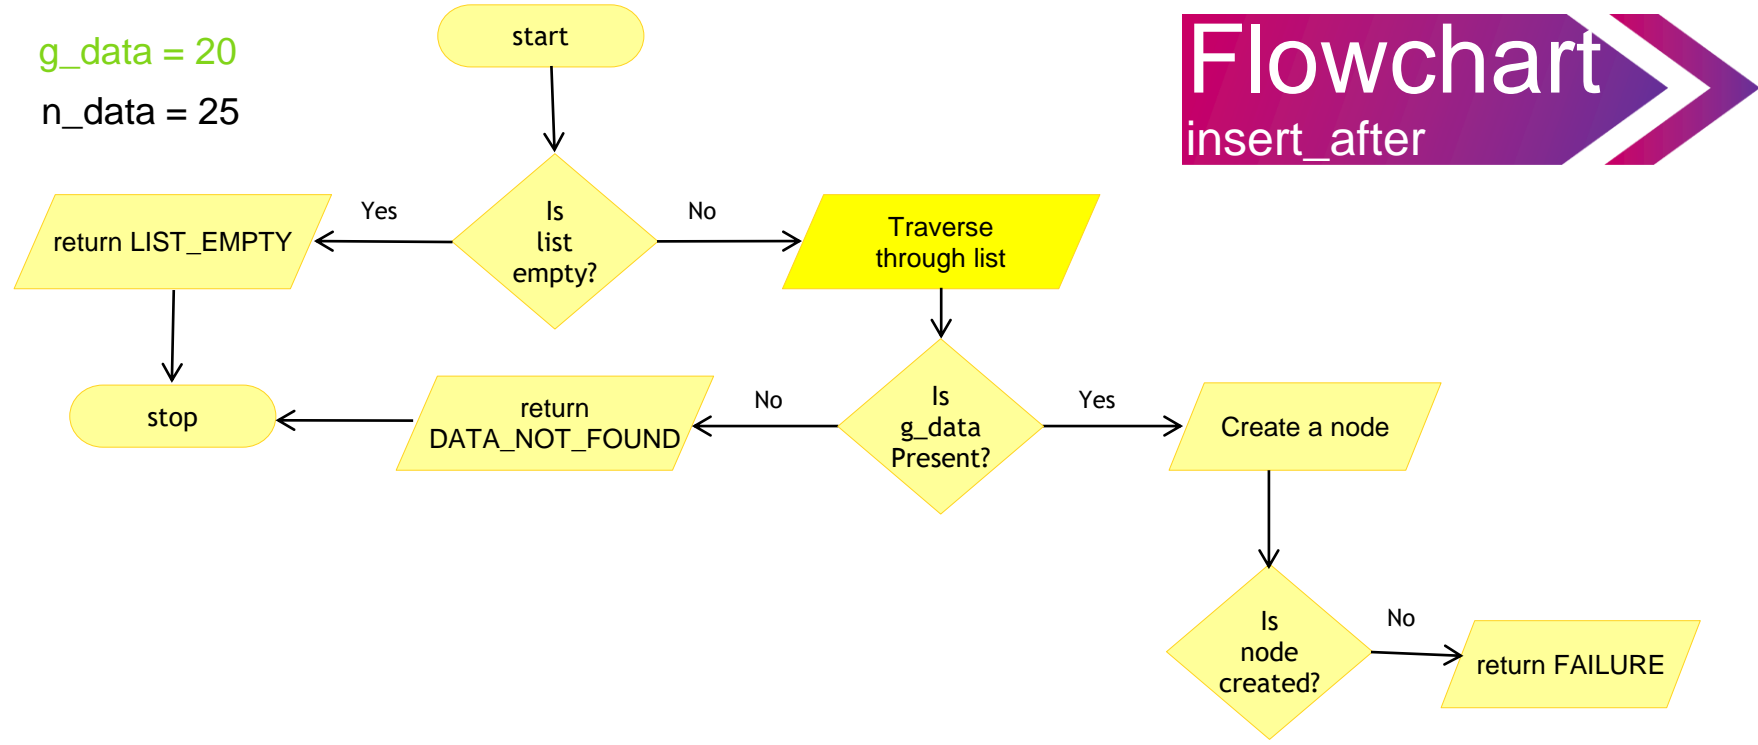 g_data = 20
n_data = 25
start
Flowchart
insert_after
Is
list
empty?
Yes
No
return LIST_EMPTY
Traverse
through list
stop
return
DATA_NOT_FOUND
No
Is
g_data
Present?
Yes
Create a node
Is
node
created?
No
return FAILURE